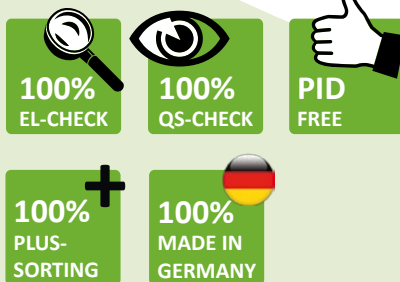 100%
EL-CHECK
100%
QS-CHECK
PID
FREE
100%
PLUS-
SORTING
100%
MADE IN
GERMANY